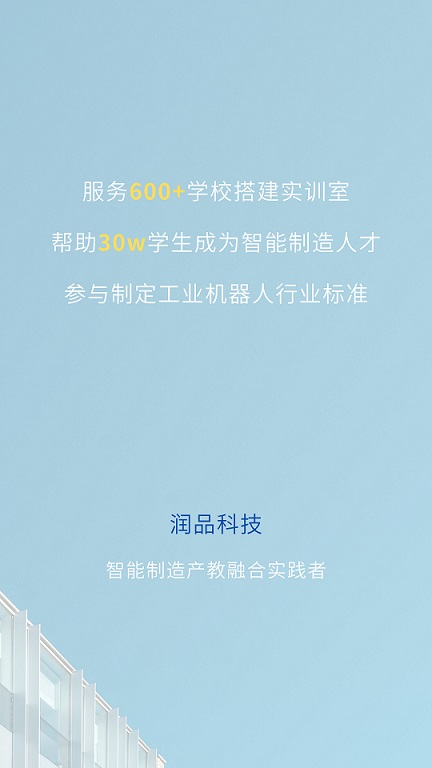 服务600+学校搭建实训室
帮助30w学生成为智能制造人才
参与制定工业机器人行业标准
润品科技
智能制造产教融合实践者